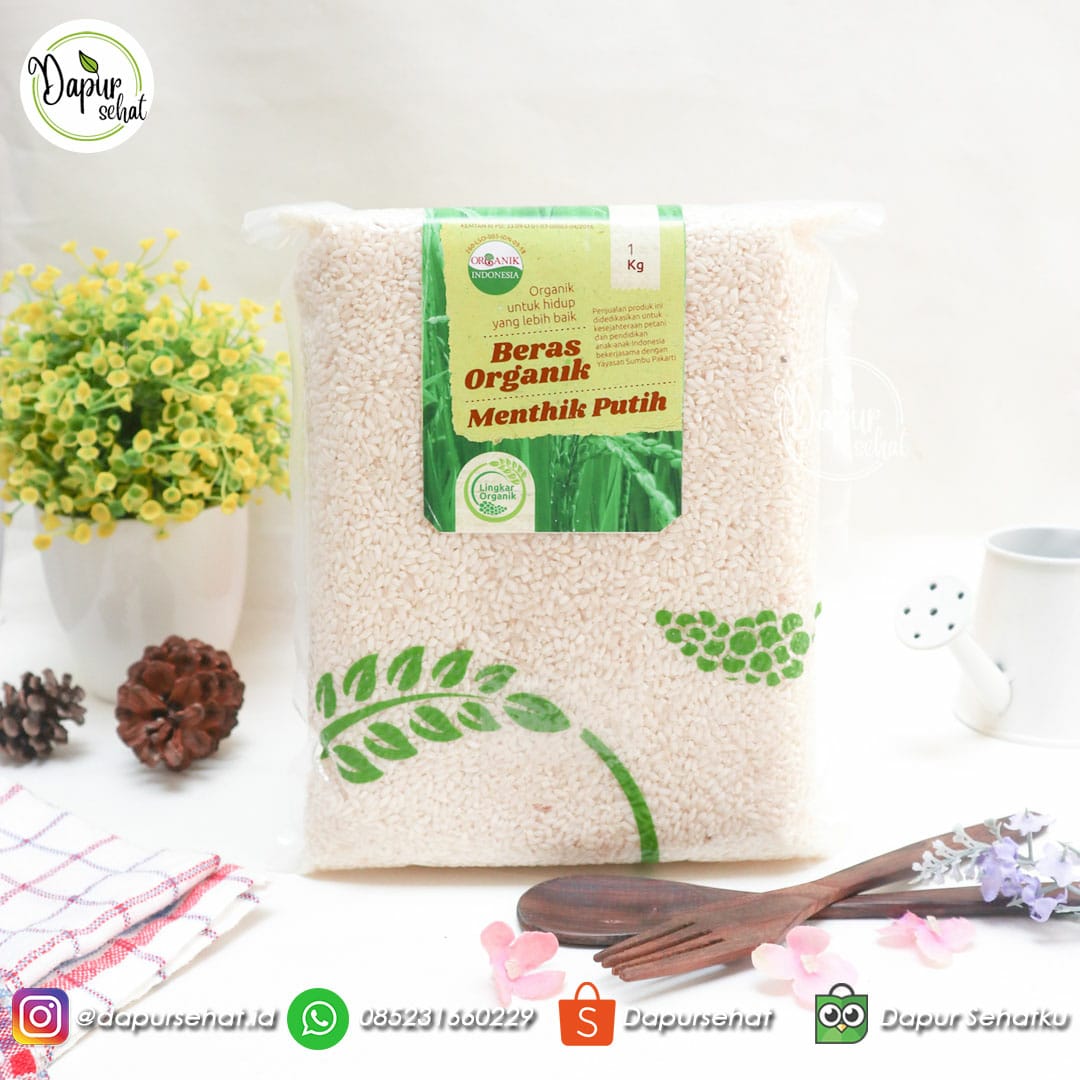 Dapur
sehat
1
Kg
ORGANIK
INDONESIA
Organik
untuk hidup
yang lebih baik
Penjualan produk ini
didedikasikan untuk
kesejahteraan petani
dan pendidikan
anak-anak Indonesia
bekerjasama dengan
Yayasan Sumbu Pakarti
Beras
Organik
Menthik Putih
Lingkar
Organik
Dapur
sehat
@dapursehat.id
085231660229
Dapursehat
Dapur Sehatku